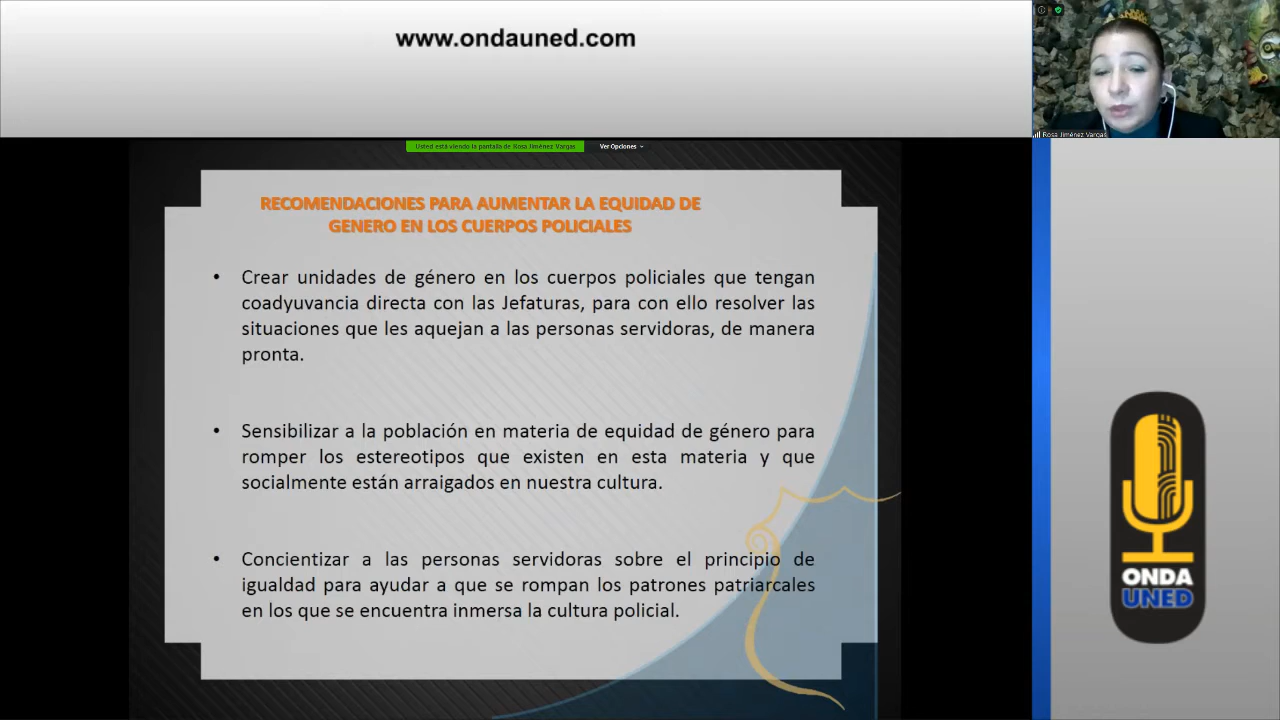 www.ondauned.com
Rosa Jiménez Vargas
Usted está viendo la pantalla de Rosa Jiménez Vargas
Ver Opciones
RECOMENDACIONES PARA AUMENTAR LA EQUIDAD DE
GENERO EN LOS CUERPOS POLICIALES
• Crear unidades de género en los cuerpos policiales que tengan
coadyuvancia directa con las Jefaturas, para con ello resolver las
situaciones que les aquejan a las personas servidoras, de manera
pronta.
• Sensibilizar a la población en materia de equidad de género para
romper los estereotipos que existen en esta materia y que
socialmente están arraigados en nuestra cultura.
• Concientizar a las personas servidoras sobre el principio de
igualdad para ayudar a que se rompan los patrones patriarcales
en los que se encuentra inmersa la cultura policial.
ONDA
UNED